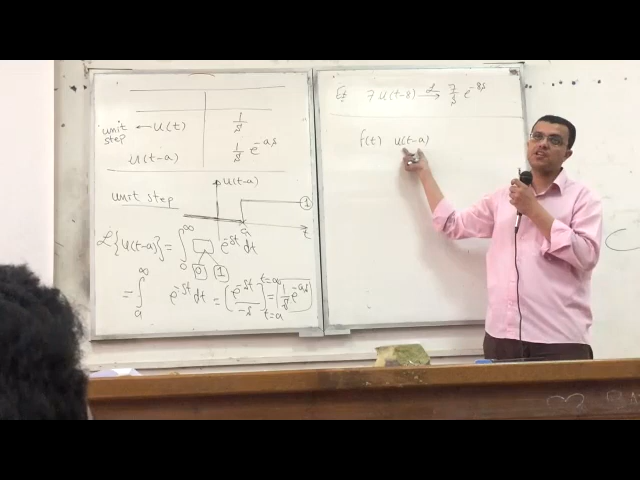 unit step ← u(t) 1/s
u(t-a) 1/s e^-as
unit step
u(t-a)
1
a
t
ℒ{u(t-a)} = ∫₀^∞ □ e^-st dt
0 1
= ∫ₐ^∞ e^-st dt = (e^-st/-s)] t=∞ t=a = 1/s e^-as
Ex 7 u(t-8) ℒ→ 7/s e^-8s
f(t) u(t-a)